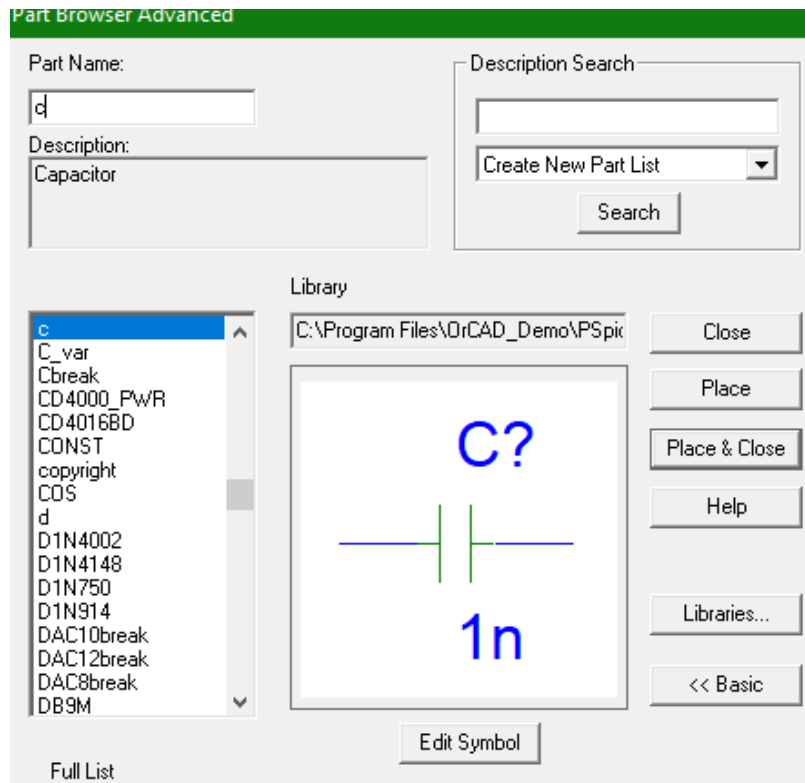 Part Browser Advanced
Part Name:
c
Description:
Capacitor
Description Search
Create New Part List
Search
Library
C:\Program Files\OrCAD_Demo\PSpic
c
C_var
Cbreak
CD4000_PWR
CD4016BD
CONST
copyright
COS
d
D1N4002
D1N4148
D1N750
D1N914
DAC10break
DAC12break
DAC8break
DB9M
Full List
C?
1n
Edit Symbol
Close
Place
Place & Close
Help
Libraries...
<< Basic